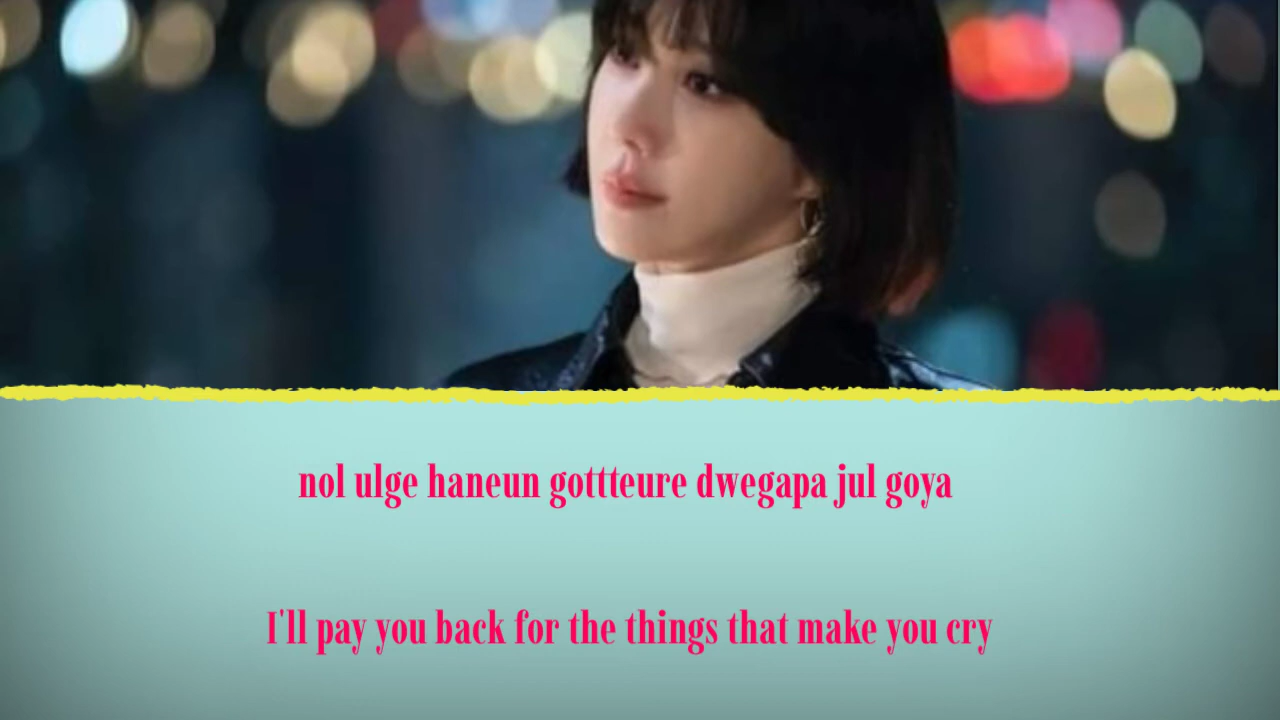 nol ulge haneun gottteure dwegapa jul goya
I'll pay you back for the things that make you cry